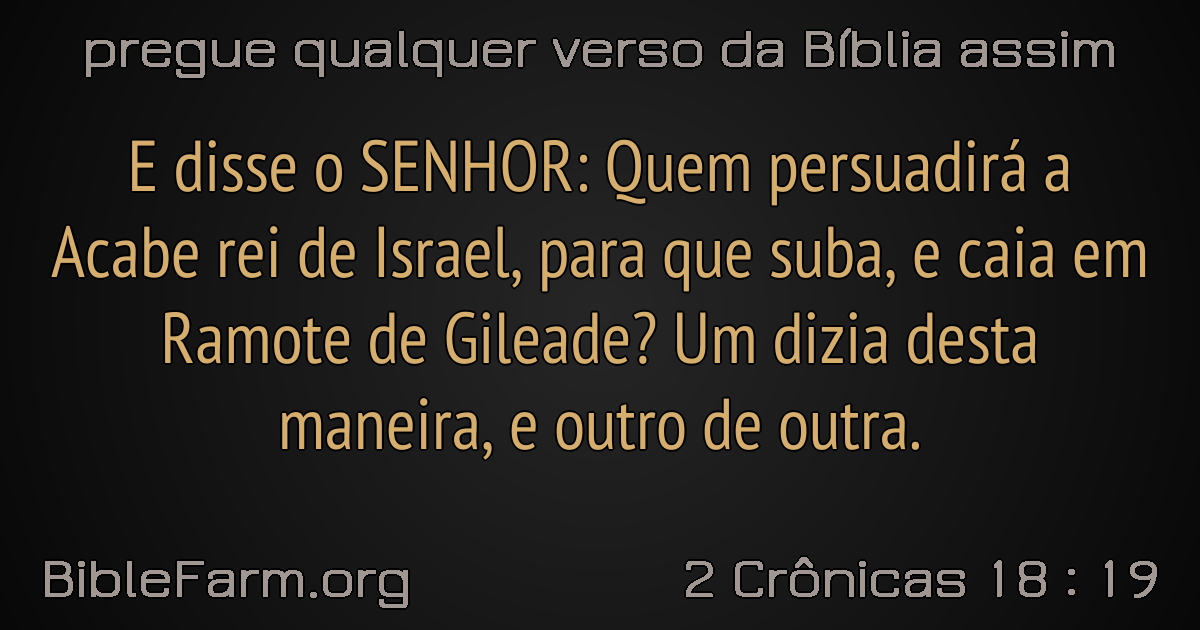 pregue qualquer verso da Bíblia assim
E disse o SENHOR: Quem persuadirá a
Acabe rei de Israel, para que suba, e caia em
Ramote de Gileade? Um dizia desta
maneira, e outro de outra.
BibleFarm.org
2 Crônicas 18 : 19